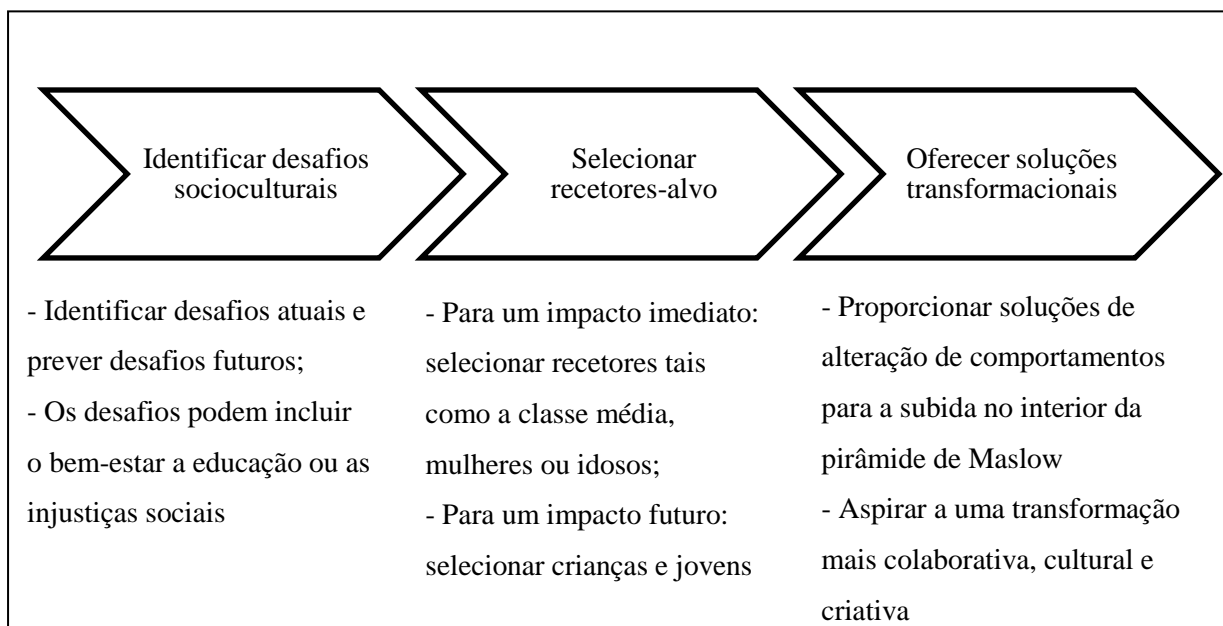 Identificar desafios
socioculturais
Selecionar
recetores-alvo
Oferecer soluções
transformacionais
- Identificar desafios atuais e
prever desafios futuros;
- Os desafios podem incluir
o bem-estar a educação ou as
injustiças sociais
- Para um impacto imediato:
selecionar recetores tais
como a classe média,
mulheres ou idosos;
- Para um impacto futuro:
selecionar crianças e jovens
- Proporcionar soluções de
alteração de comportamentos
para a subida no interior da
pirâmide de Maslow
- Aspirar a uma transformação
mais colaborativa, cultural e
criativa